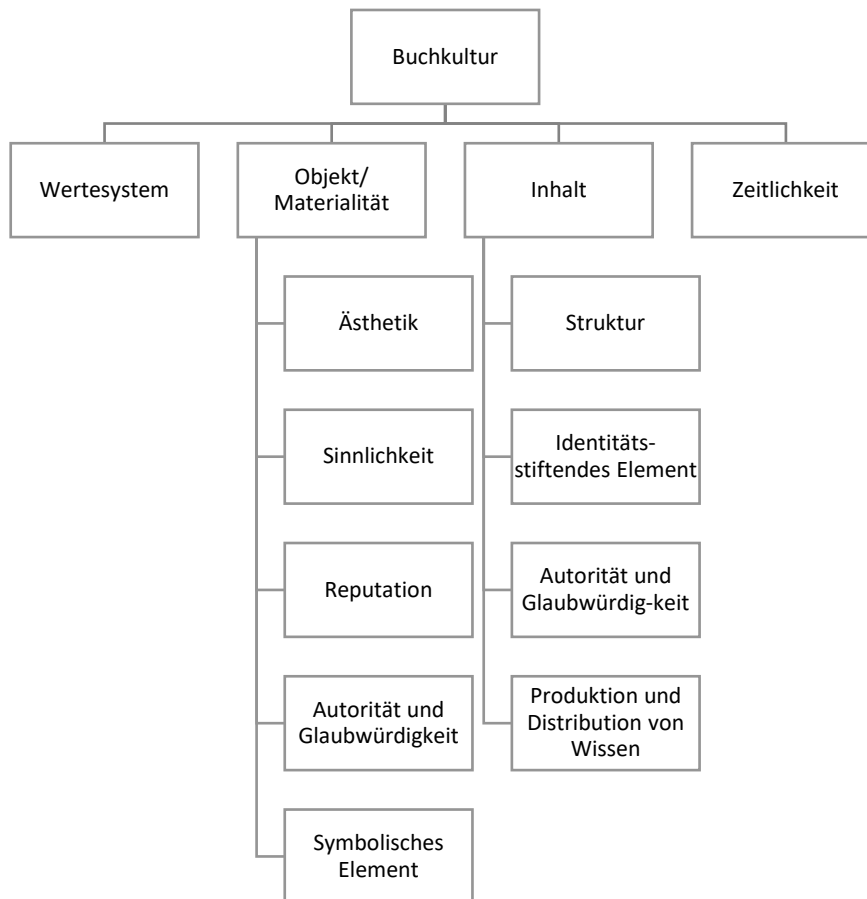 Buchkultur
Wertesystem
Objekt/
Materialität
Inhalt
Zeitlichkeit
Ästhetik
Sinnlichkeit
Reputation
Autorität und
Glaubwürdigkeit
Symbolisches
Element
Struktur
Identitäts-
stiftendes Element
Autorität und
Glaubwürdig-keit
Produktion und
Distribution von
Wissen